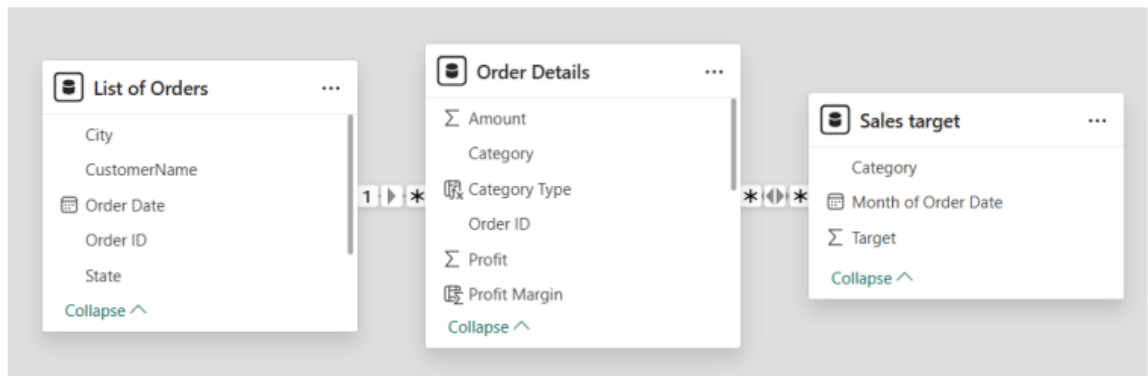 List of Orders
...
City
CustomerName
Order Date
Order ID
State
Collapse
1
*
Order Details
...
Σ Amount
Category
Category Type
Order ID
Σ Profit
Profit Margin
Collapse
*
*
Sales target
...
Category
Month of Order Date
Σ Target
Collapse